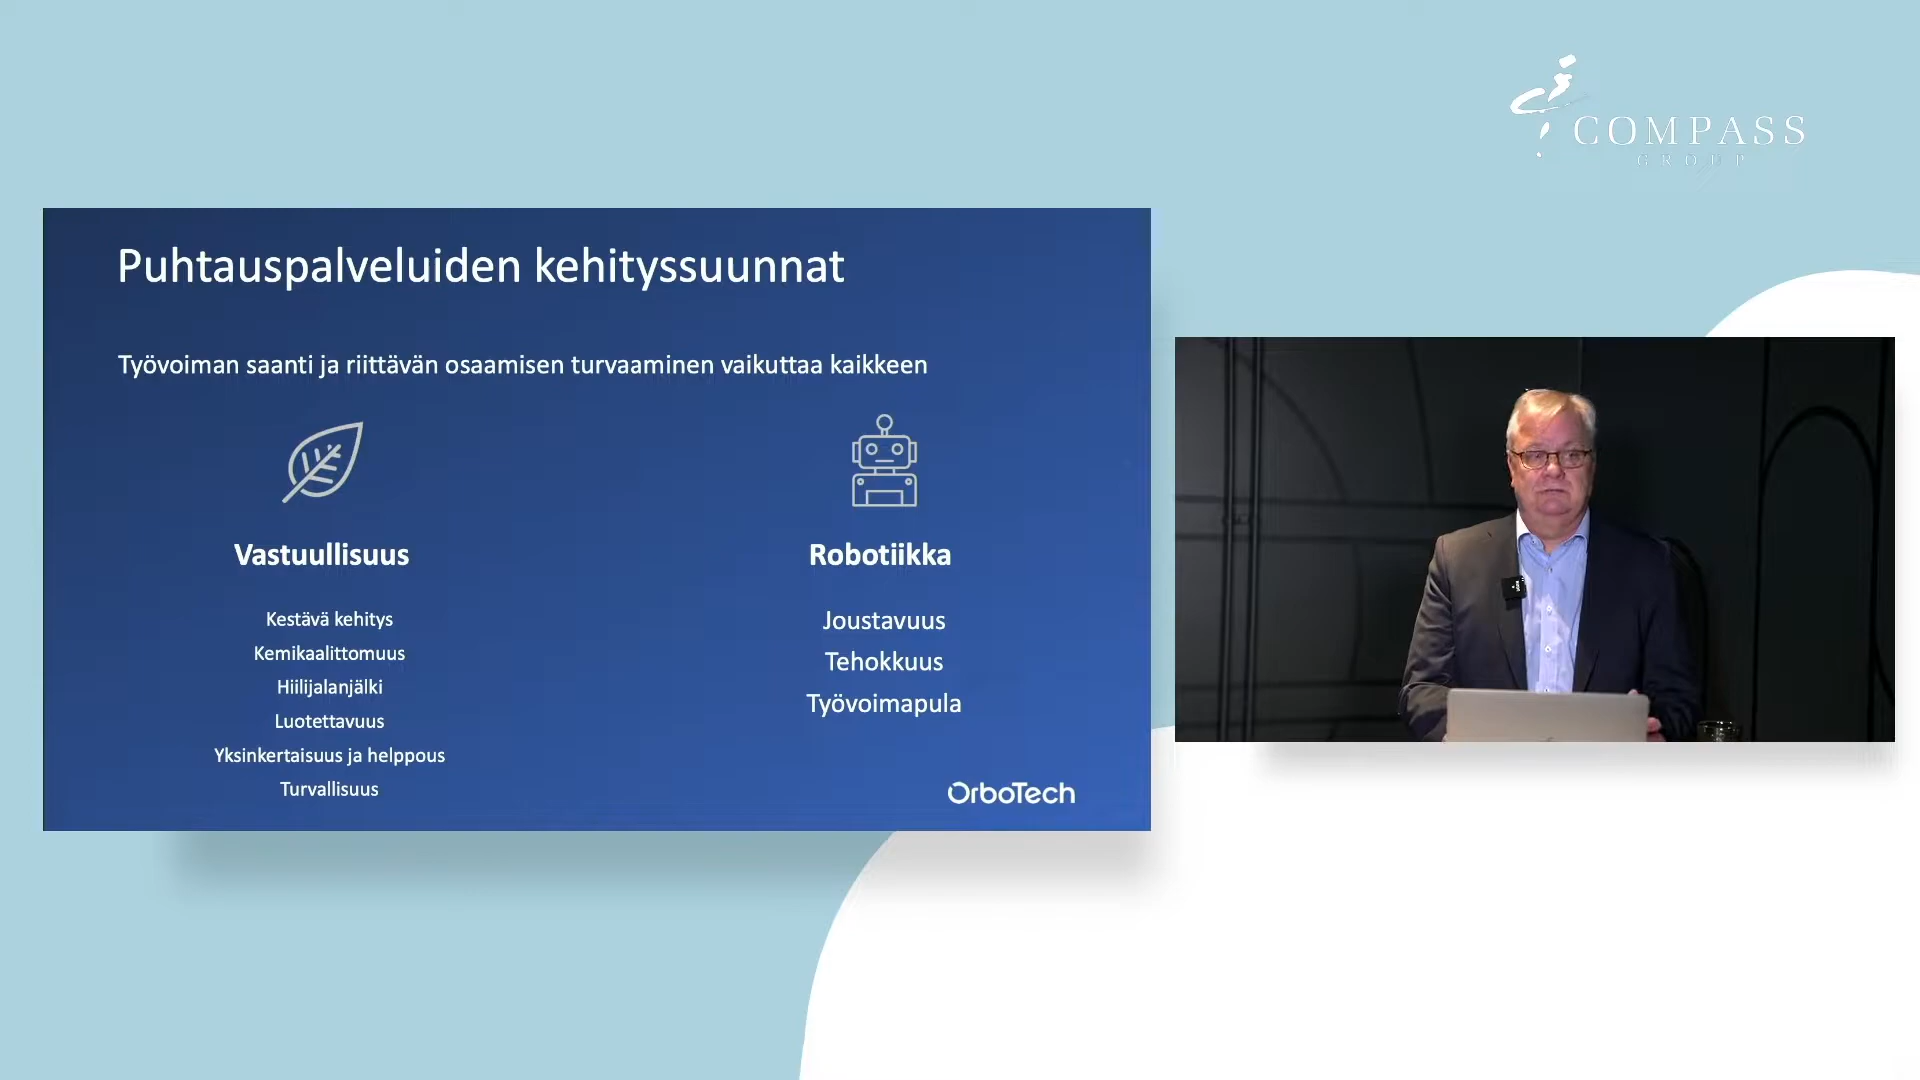 COMPASS
GROUP
Puhtauspalveluiden kehityssuunnat
Työvoiman saanti ja riittävän osaamisen turvaaminen vaikuttaa kaikkeen
Vastuullisuus
Kestävä kehitys
Kemikaalittomuus
Hiilijalanjälki
Luotettavuus
Yksinkertaisuus ja helppous
Turvallisuus
Robotiikka
Joustavuus
Tehokkuus
Työvoimapula
OrboTech